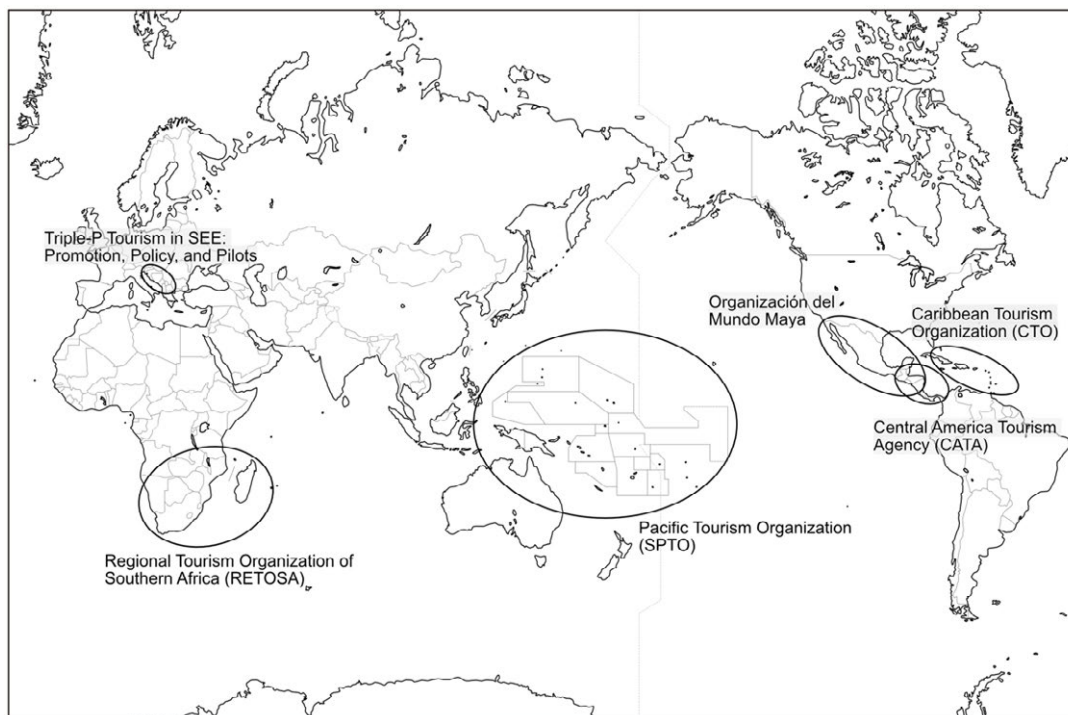 Triple-P Tourism in SEE:
Promotion, Policy, and Pilots
Organización del
Mundo Maya
Caribbean Tourism
Organization (CTO)
Central America Tourism
Agency (CATA)
Pacific Tourism Organization
(SPTO)
Regional Tourism Organization of
Southern Africa (RETOSA)